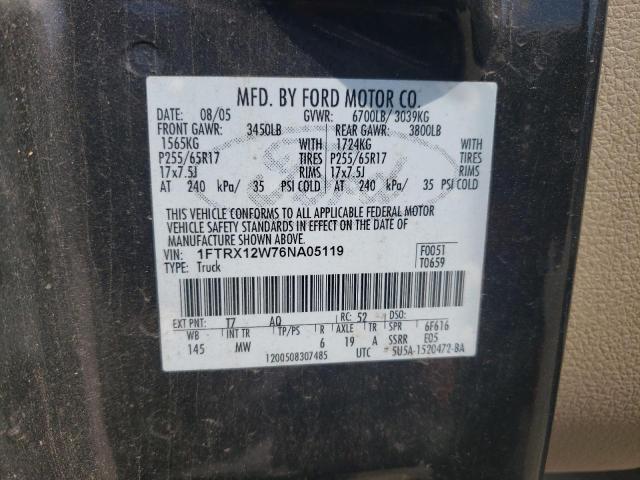 MFD. BY FORD MOTOR CO.
DATE: 08/05 GVWR: 6700LB/ 3039KG
FRONT GAWR: 3450LB REAR GAWR: 3800LB
1565KG WITH 1724KG WITH
P255/65R17 TIRES P255/65R17 TIRES
17x7.5J RIMS 17x7.5J RIMS
AT 240 kPa/ 35 PSI COLD AT 240 kPa/ 35 PSI COLD
THIS VEHICLE CONFORMS TO ALL APPLICABLE FEDERAL MOTOR
VEHICLE SAFETY STANDARDS IN EFFECT ON THE DATE OF
MANUFACTURE SHOWN ABOVE.
VIN: 1FTRX12W76NA05119 F0051
TYPE: Truck T0659
EXT PNT: T7 AQ RC: 52 DSO:
WB INT TR TP/PS R AXLE TR SPR 6F616
145 MW 6 19 A SSRR E05
1200508307485 UTC 5U5A-1520472-BA
Ford